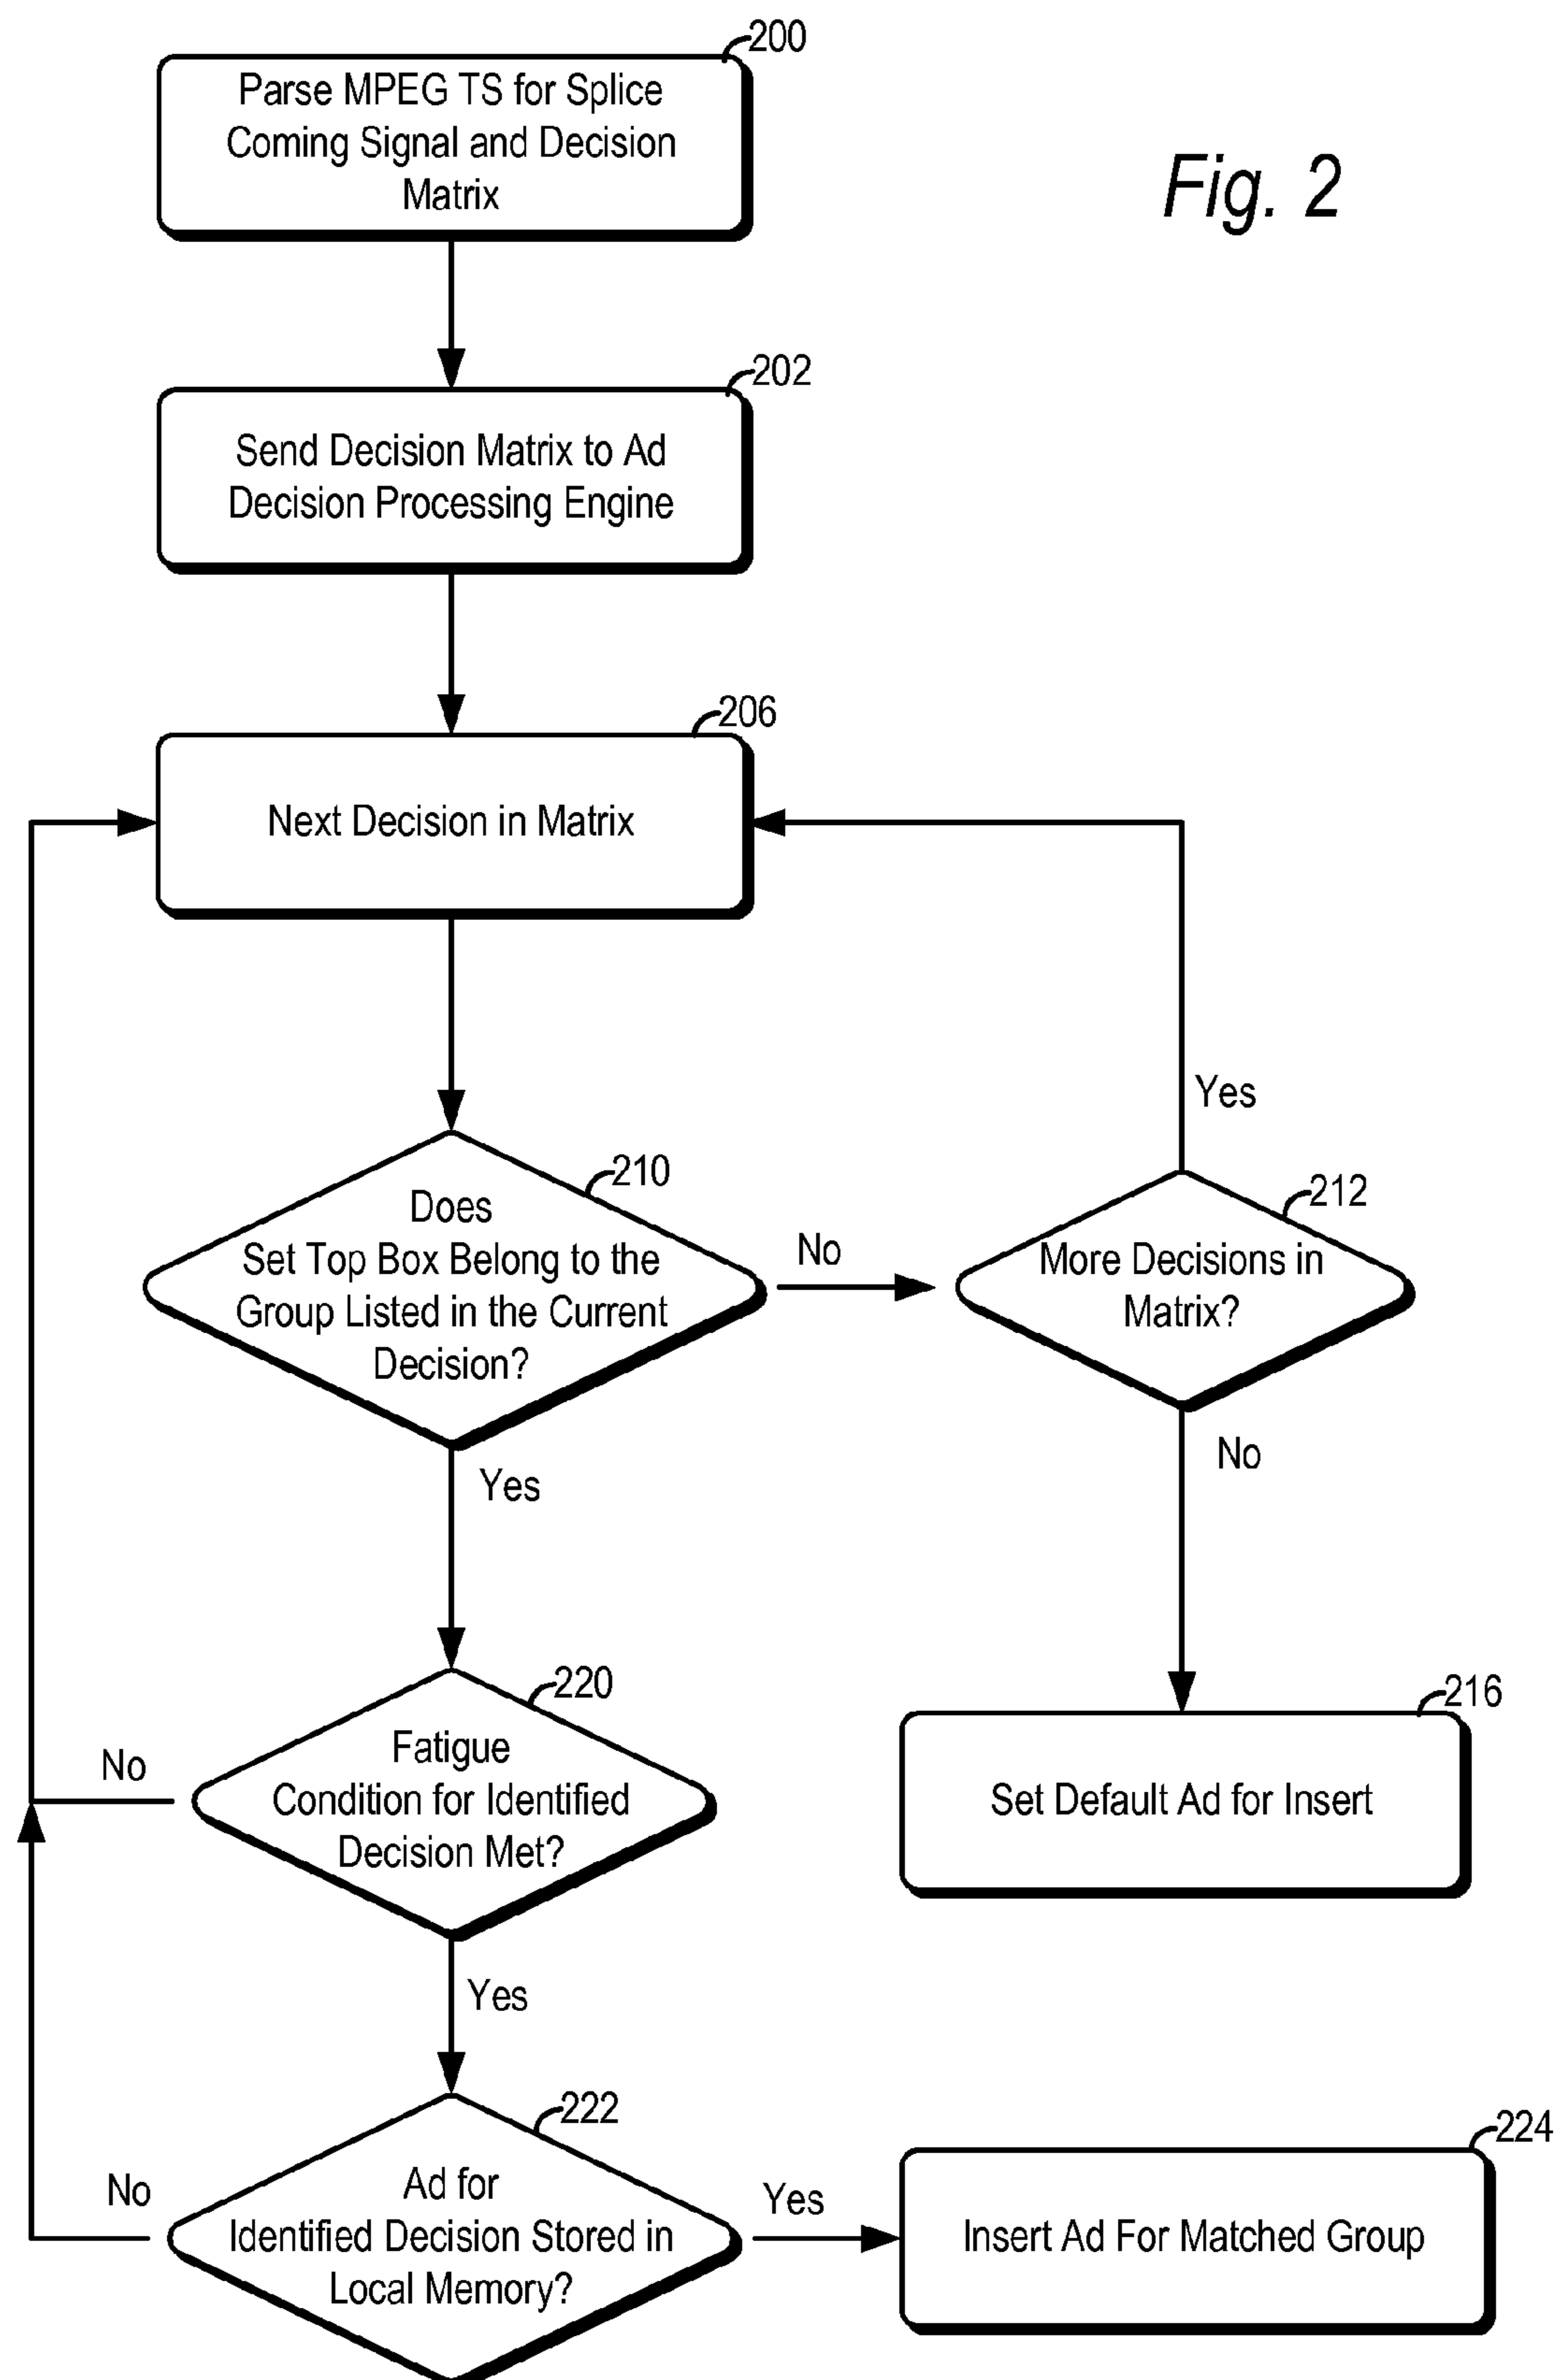 200
Parse MPEG TS for Splice
Coming Signal and Decision
Matrix
Fig. 2
202
Send Decision Matrix to Ad
Decision Processing Engine
206
Next Decision in Matrix
Yes
210
Does
Set Top Box Belong to the
Group Listed in the Current
Decision?
No
212
More Decisions in
Matrix?
No
Yes
220
Fatigue
Condition for Identified
Decision Met?
No
216
Set Default Ad for Insert
Yes
222
Ad for
Identified Decision Stored in
Local Memory?
No
Yes
224
Insert Ad For Matched Group